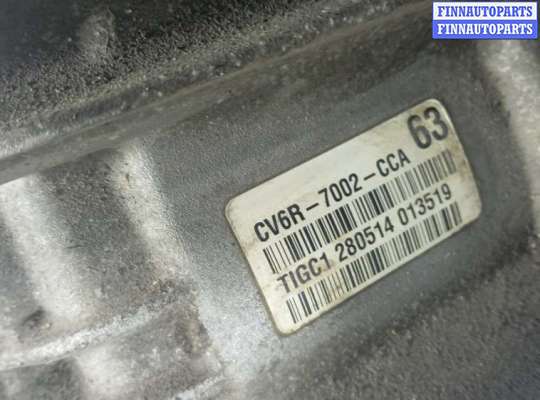 FINNAUTOPARTS
FINNAUTOPARTS
63
CV6R-7002-CCA
TIGC1 280514 013519